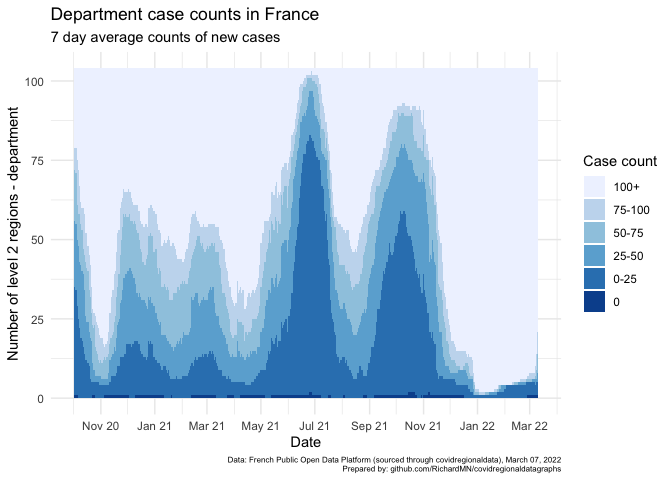 Department case counts in France
7 day average counts of new cases
Number of level 2 regions - department
100
75
50
25
0
Nov 20 Jan 21 Mar 21 May 21 Jul 21 Sep 21 Nov 21 Jan 22 Mar 22
Date
Case count
100+
75-100
50-75
25-50
0-25
0
Data: French Public Open Data Platform (sourced through covidregionaldata), March 07, 2022
Prepared by: github.com/RichardMN/covidregionaldatagraphs